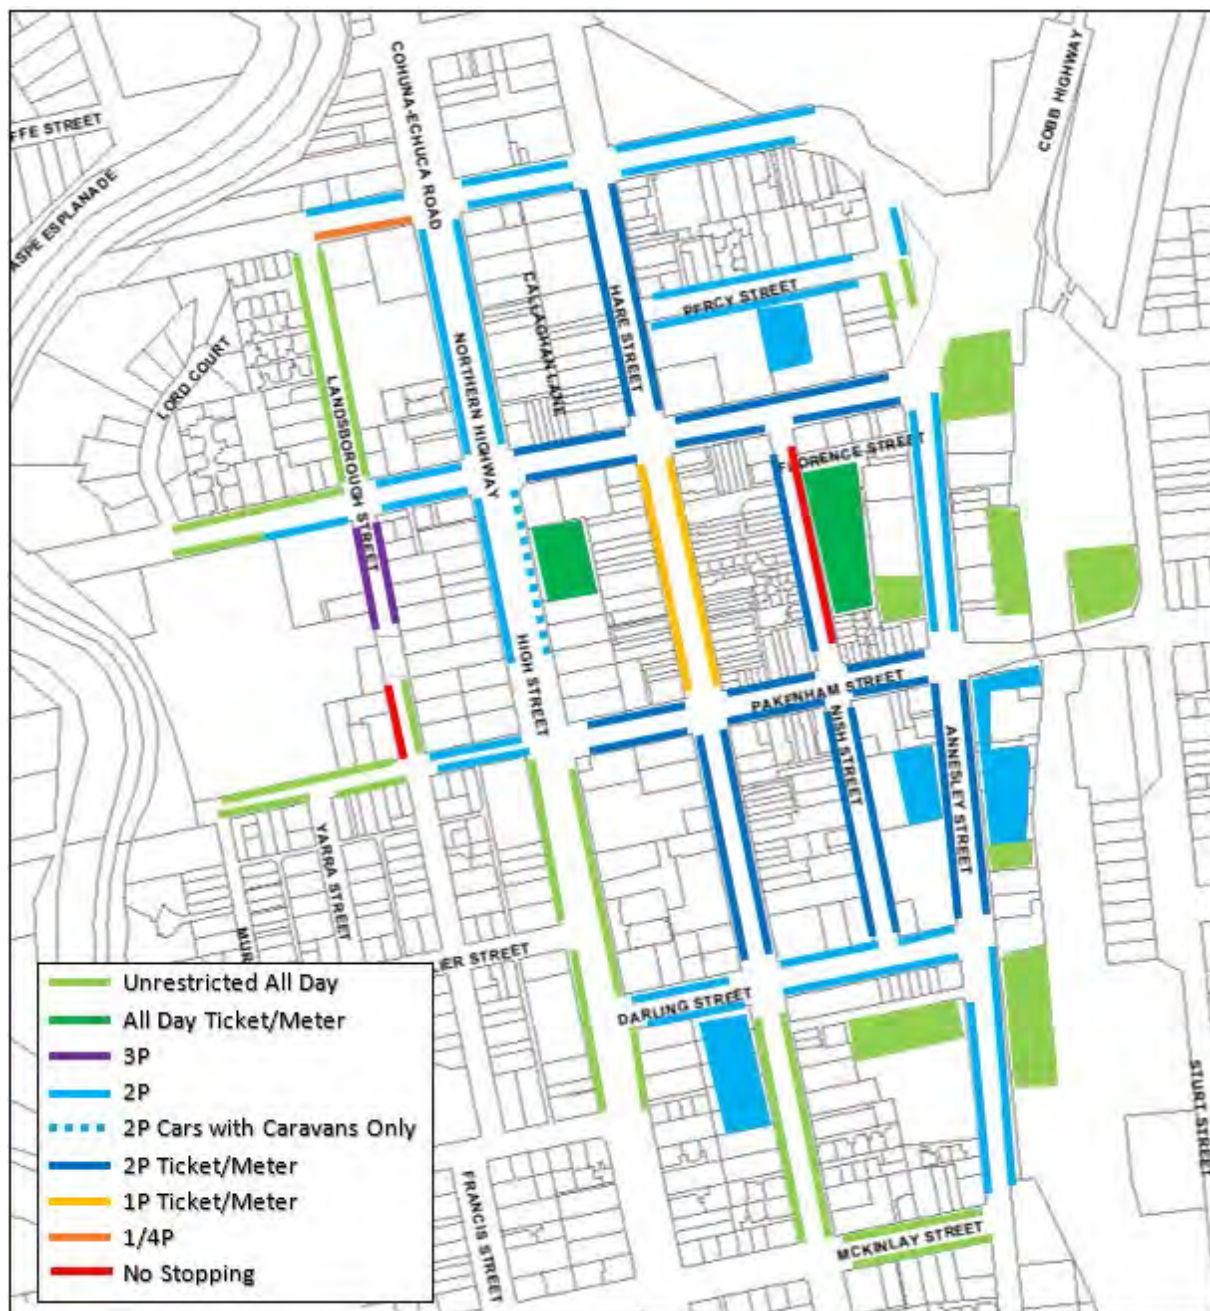 COHUNA-ECHUCA ROAD
COBB HIGHWAY
FFE STREET
ASPE ESPLANADE
CALLAGHAN LANE
HARE STREET
PERCY STREET
LORD COURT
NORTHERN HIGHWAY
LANDSBOROUGH STREET
FLORENCE STREET
HIGH STREET
PAKENHAM STREET
NISH STREET
ANNESLEY STREET
YARRA STREET
MUR
LIER STREET
DARLING STREET
STURT STREET
FRANCIS STREET
MCKINLAY STREET
Unrestricted All Day
All Day Ticket/Meter
3P
2P
2P Cars with Caravans Only
2P Ticket/Meter
1P Ticket/Meter
1/4P
No Stopping